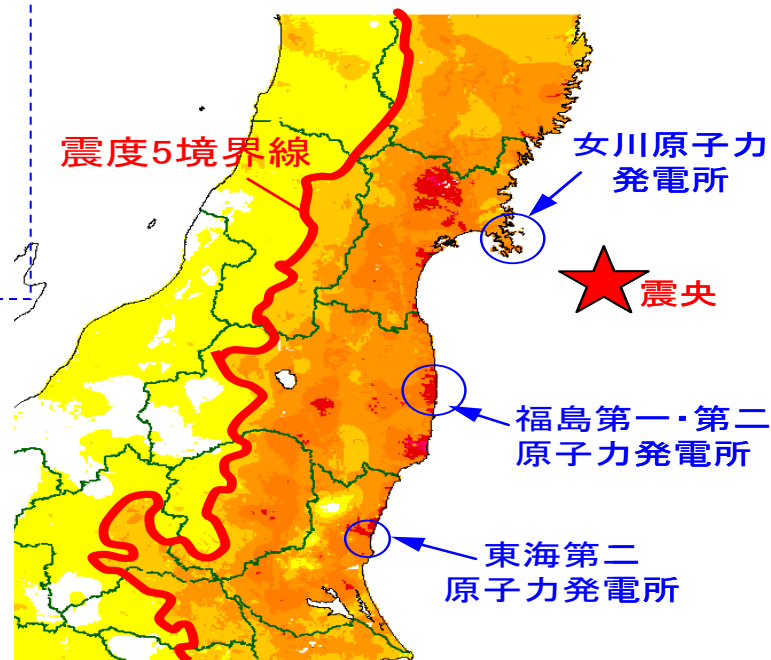 震度5境界線
女川原子力
発電所
震央
福島第一・第二
原子力発電所
東海第二
原子力発電所